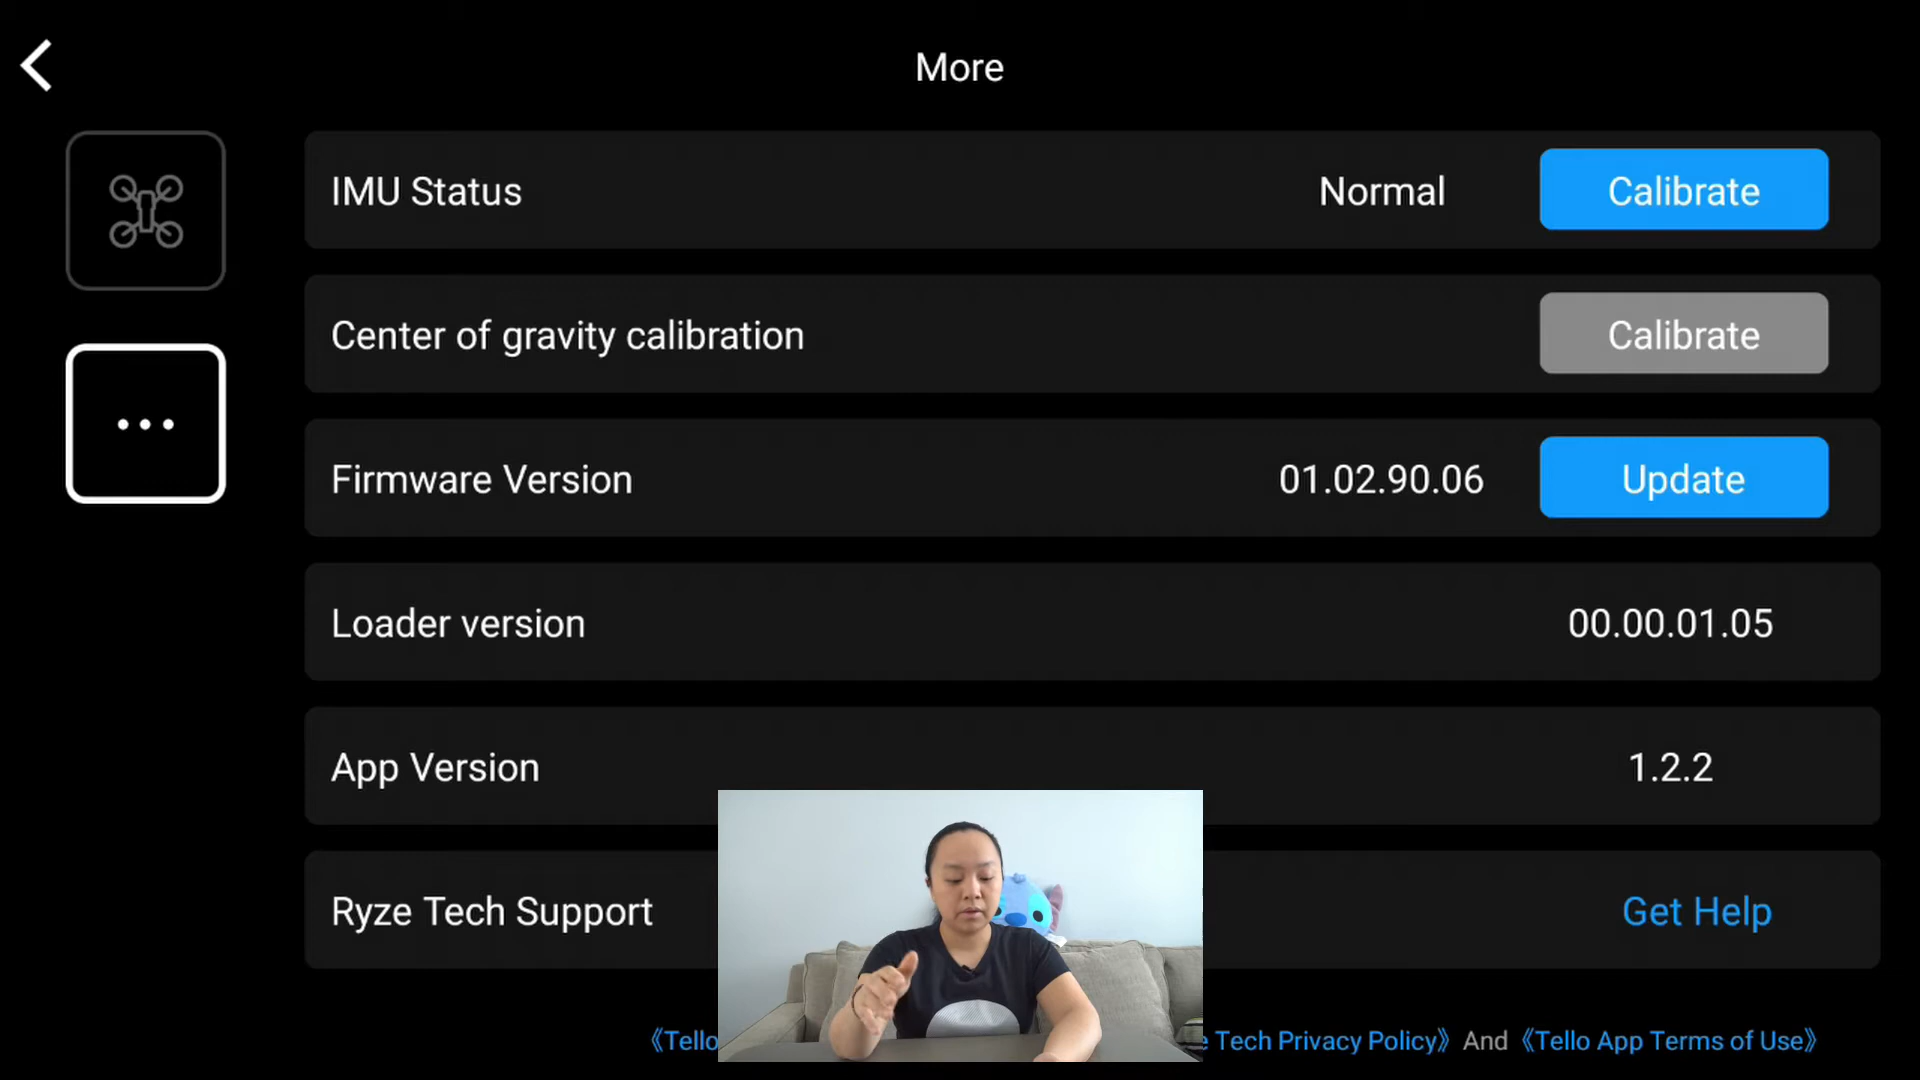 More
IMU Status Normal Calibrate
Center of gravity calibration Calibrate
Firmware Version 01.02.90.06 Update
Loader version 00.00.01.05
App Version 1.2.2
Ryze Tech Support Get Help
《Tello Tech Privacy Policy》 And 《Tello App Terms of Use》